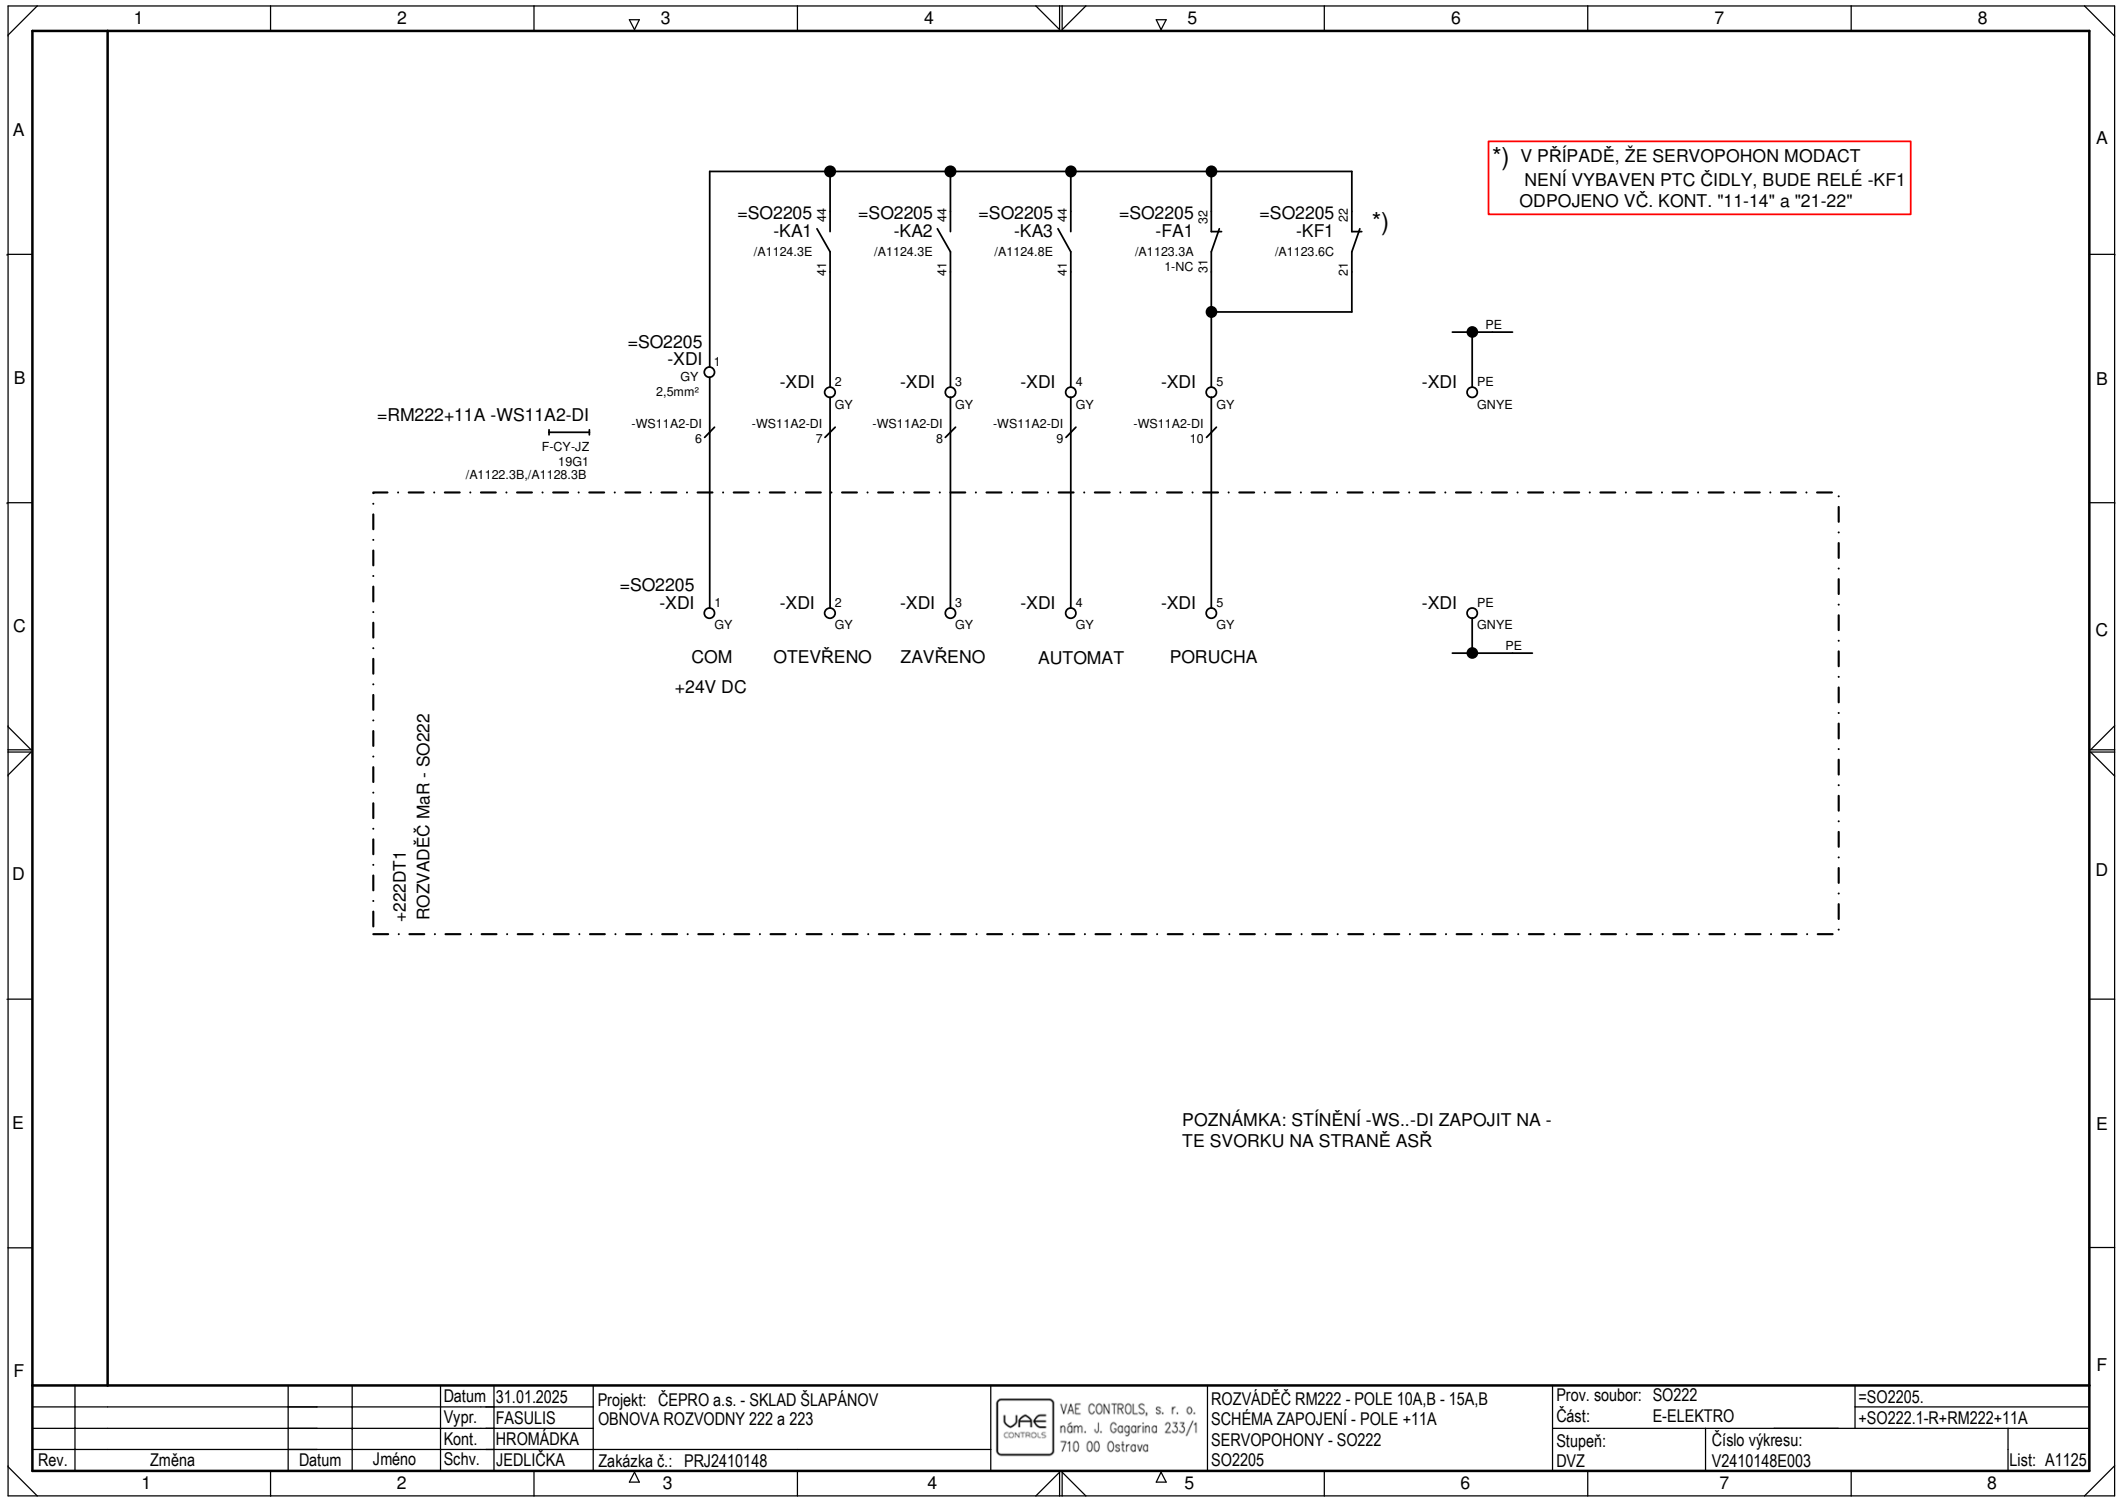 1 2 3 4 5 6 7 8
A A
*) V PŘÍPADĚ, ŽE SERVOPOHON MODACT
NENÍ VYBAVEN PTC ČIDLY, BUDE RELÉ -KF1
ODPOJENO VČ. KONT. "11-14" a "21-22"
=SO2205 44 =SO2205 44 =SO2205 44 =SO2205 32 =SO2205 22 *)
-KA1 -KA2 -KA3 -FA1 -KF1
/A1124.3E /A1124.3E /A1124.8E /A1123.3A /A1123.6C
41 41 41 1-NC 31 21
=SO2205 PE
-XDI 1
GY
2,5mm²
B B
-XDI 2 -XDI 3 -XDI 4 -XDI 5 -XDI PE
GY GY GY GY GNYE
=RM222+11A -WS11A2-DI
F-CY-JZ
19G1
/A1122.3B,/A1128.3B
-WS11A2-DI -WS11A2-DI -WS11A2-DI -WS11A2-DI -WS11A2-DI
6 7 8 9 10
=SO2205
-XDI 1 -XDI 2 -XDI 3 -XDI 4 -XDI 5 -XDI PE
GY GY GY GY GY GNYE
C C
COM OTEVŘENO ZAVŘENO AUTOMAT PORUCHA PE
+24V DC
+222DT1
ROZVADĚČ MaR - SO222
D D
E E
POZNÁMKA: STÍNĚNÍ -WS..-DI ZAPOJIT NA -
TE SVORKU NA STRANĚ ASŘ
F F
Rev. Změna Datum Jméno
Datum 31.01.2025
Vypr. FASULIS
Kont. HROMÁDKA
Schv. JEDLIČKA
Projekt: ČEPRO a.s. - SKLAD ŠLAPÁNOV
OBNOVA ROZVODNY 222 a 223
Zakázka č.: PRJ2410148
VAE
CONTROLS
VAE CONTROLS, s. r. o.
nám. J. Gagarina 233/1
710 00 Ostrava
ROZVÁDĚČ RM222 - POLE 10A,B - 15A,B
SCHÉMA ZAPOJENÍ - POLE +11A
SERVOPOHONY - SO222
SO2205
Prov. soubor: SO222
Část: E-ELEKTRO
Stupeň:
DVZ
Číslo výkresu:
V2410148E003
=SO2205.
+SO222.1-R+RM222+11A
List: A1125
1 2 3 4 5 6 7 8